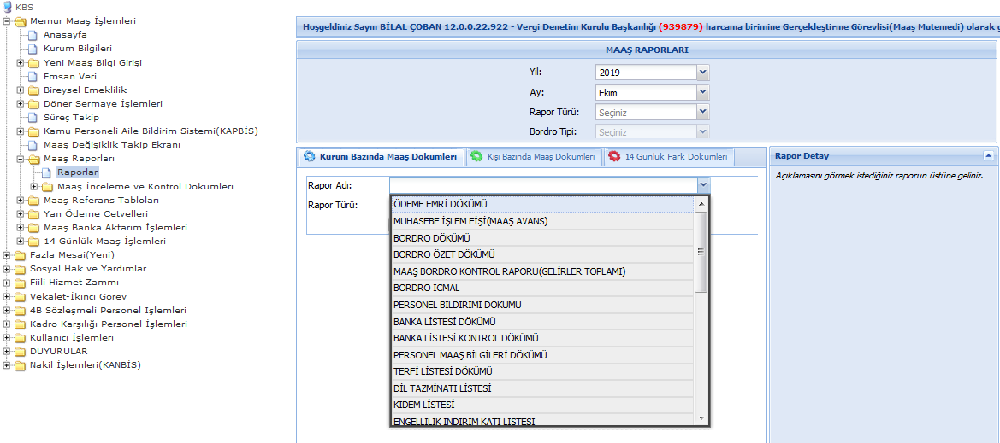 KBS
Memur Maaş İşlemleri
Anasayfa
Kurum Bilgileri
Yeni Maaş Bilgi Girişi
Emsan Veri
Bireysel Emeklilik
Döner Sermaye İşlemleri
Süreç Takip
Kamu Personeli Aile Bildirim Sistemi(KAPBİS)
Maaş Değişiklik Takip Ekranı
Maaş Raporları
Raporlar
Maaş İnceleme ve Kontrol Dökümleri
Maaş Referans Tabloları
Yan Ödeme Cetvelleri
Maaş Banka Aktarım İşlemleri
14 Günlük Maaş İşlemleri
Fazla Mesai(Yeni)
Sosyal Hak ve Yardımlar
Fiili Hizmet Zammı
Vekalet-İkinci Görev
4B Sözleşmeli Personel İşlemleri
Kadro Karşılığı Personel İşlemleri
Kullanıcı İşlemleri
DUYURULAR
Nakil İşlemleri(KANBİS)
Hoşgeldiniz Sayın BİLAL ÇOBAN 12.0.0.22.922 - Vergi Denetim Kurulu Başkanlığı (939879) harcama birimine Gerçekleştirme Görevlisi(Maaş Mutemedi) olarak
MAAŞ RAPORLARI
Yıl: 2019
Ay: Ekim
Rapor Türü: Seçiniz
Bordro Tipi: Seçiniz
Kurum Bazında Maaş Dökümleri Kişi Bazında Maaş Dökümleri 14 Günlük Fark Dökümleri
Rapor Adı:
Rapor Türü:
ÖDEME EMRİ DÖKÜMÜ
MUHASEBE İŞLEM FİŞİ(MAAŞ AVANS)
BORDRO DÖKÜMÜ
BORDRO ÖZET DÖKÜMÜ
MAAŞ BORDRO KONTROL RAPORU(GELİRLER TOPLAMI)
BORDRO İCMAL
PERSONEL BİLDİRİMİ DÖKÜMÜ
BANKA LİSTESİ DÖKÜMÜ
BANKA LİSTESİ KONTROL DÖKÜMÜ
PERSONEL MAAŞ BİLGİLERİ DÖKÜMÜ
TERFİ LİSTESİ DÖKÜMÜ
DİL TAZMİNATI LİSTESİ
KIDEM LİSTESİ
ENGELLİLİK İNDİRİM KATI LİSTESİ
Rapor Detay
Açıklamasını görmek istediğiniz raporun üstüne geliniz.